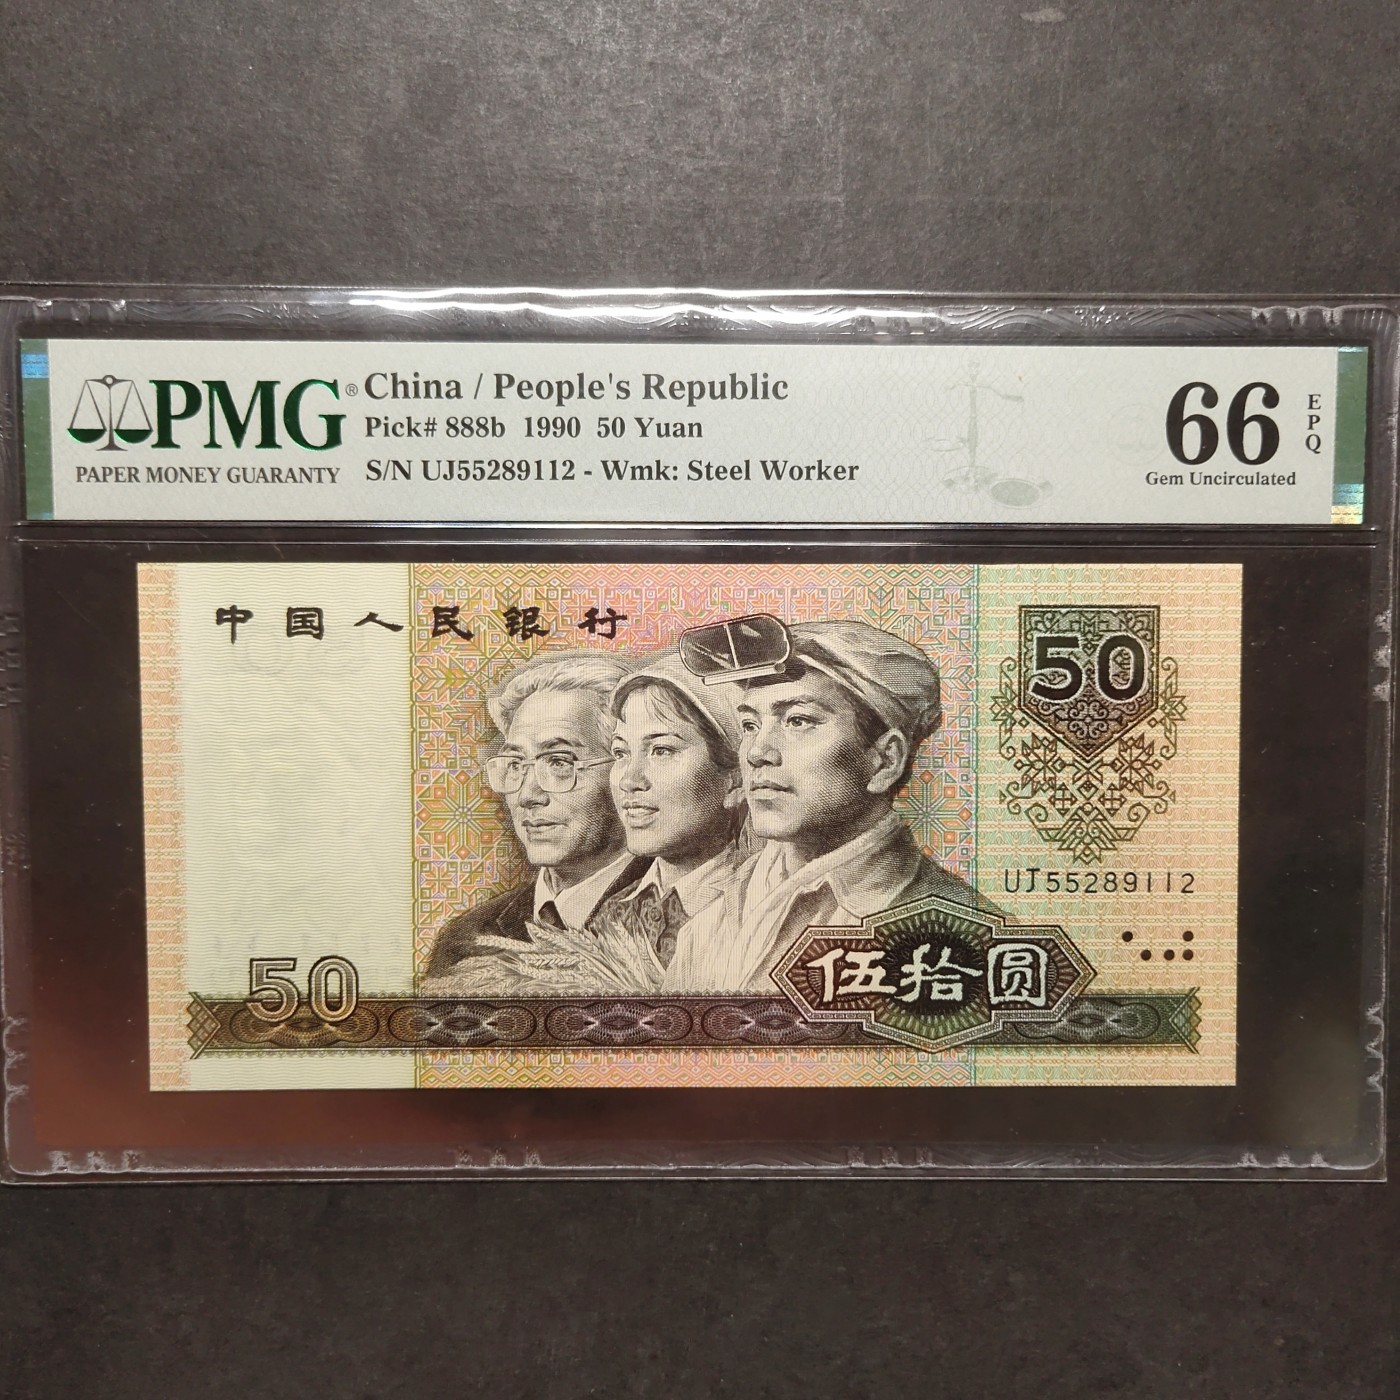 PMG®
PAPER MONEY GUARANTY
China / People's Republic
Pick# 888b 1990 50 Yuan
S/N UJ55289112 - Wmk: Steel Worker
66
EPQ
Gem Uncirculated
中国人民银行
50
UJ55289112
50
伍拾圆